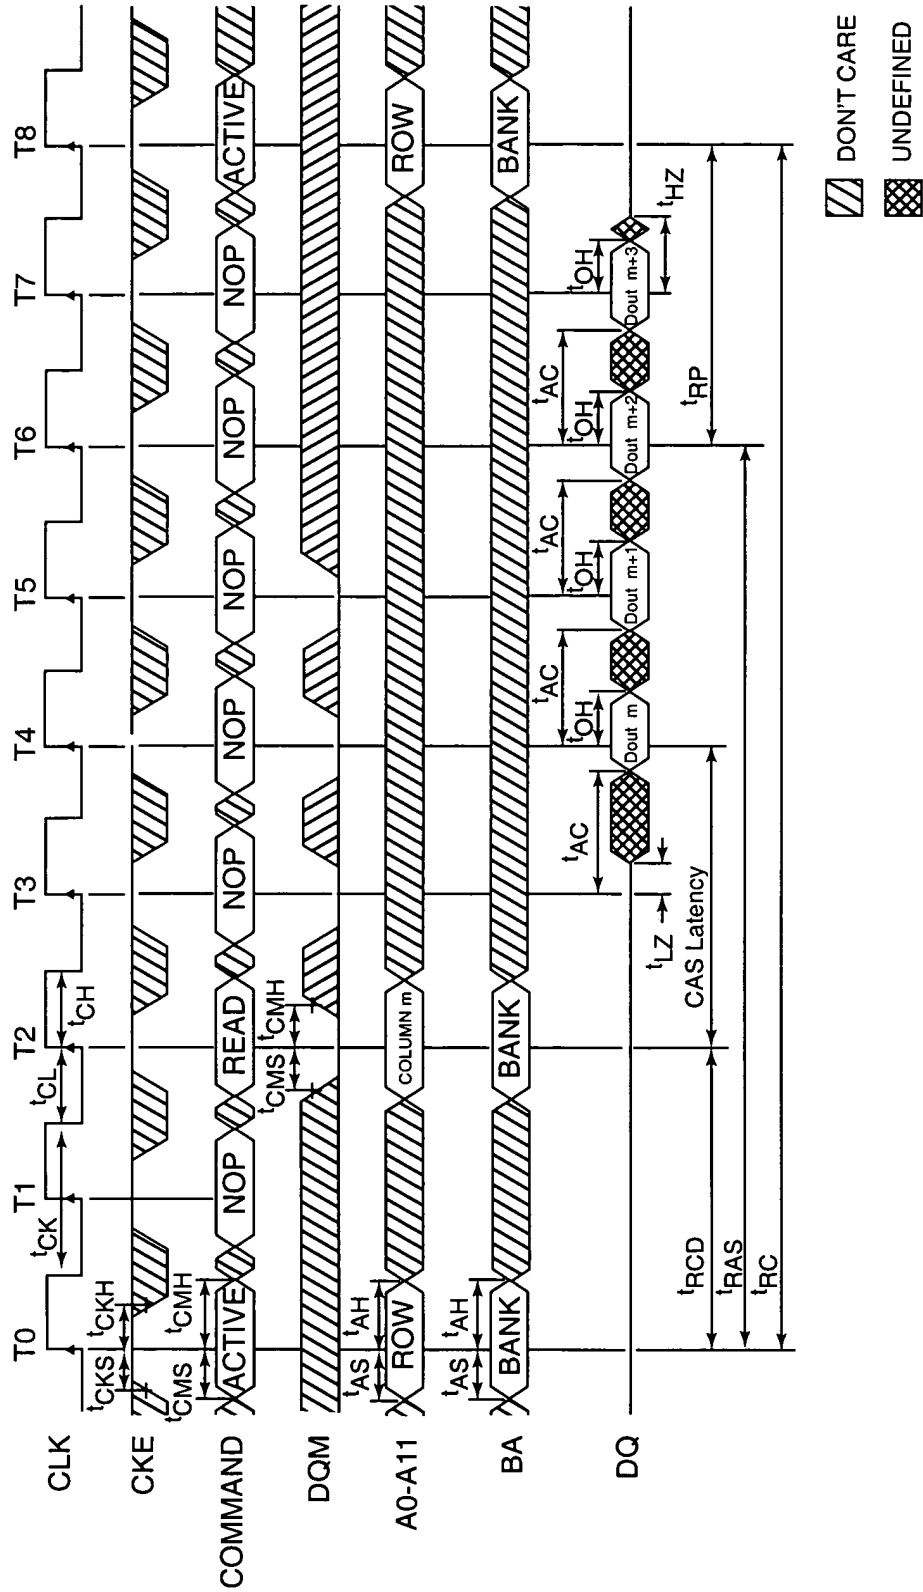 T0 T1 T2 T3 T4 T5 T6 T7 T8
CLK
tCK tCL tCH
tCKS tCKH
CKE
tCMS tCMH
COMMAND ACTIVE NOP READ NOP NOP NOP NOP NOP ACTIVE
tCMS tCMH
DQM
A0-A11 ROW COLUMN m ROW
tAS tAH
BA BANK BANK BANK
tAS tAH
tAC tAC tAC tAC
tOH tOH tOH tOH
DQ Dout m Dout m+1 Dout m+2 Dout m+3
tLZ tHZ
tRCD CAS Latency tRP
tRAS
tRC
DON'T CARE
UNDEFINED